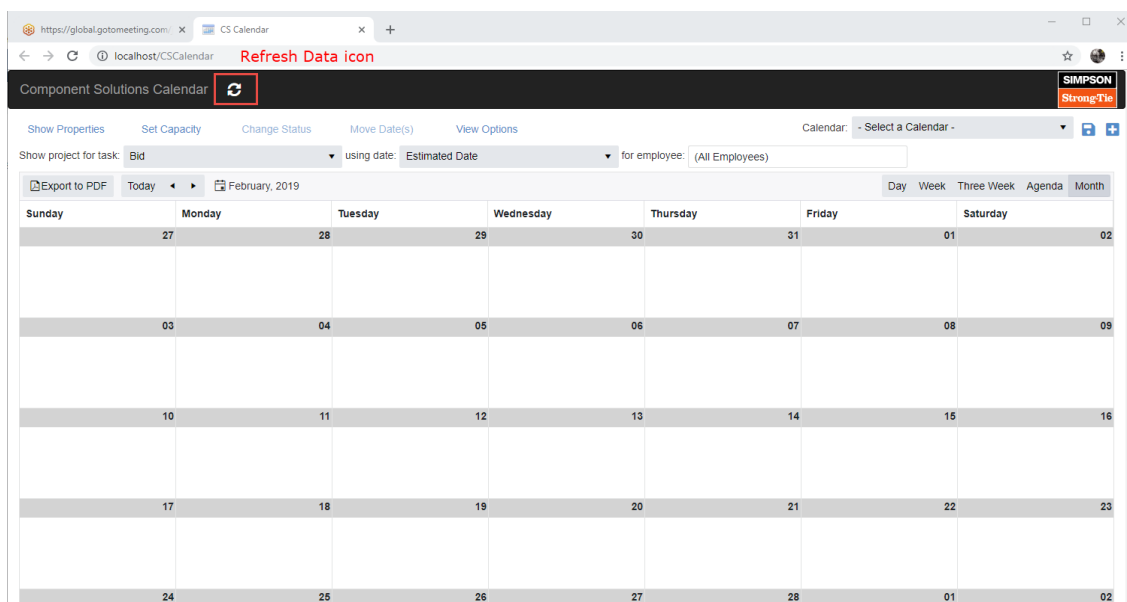 https://global.gotomeeting.com/ CS Calendar
localhost/CSCalendar Refresh Data icon
Component Solutions Calendar SIMPSON
Strong-Tie
Show Properties Set Capacity Change Status Move Date(s) View Options Calendar: - Select a Calendar -
Show project for task: Bid using date: Estimated Date for employee: (All Employees)
Export to PDF Today February, 2019 Day Week Three Week Agenda Month
Sunday Monday Tuesday Wednesday Thursday Friday Saturday
27 28 29 30 31 01 02
03 04 05 06 07 08 09
10 11 12 13 14 15 16
17 18 19 20 21 22 23
24 25 26 27 28 01 02